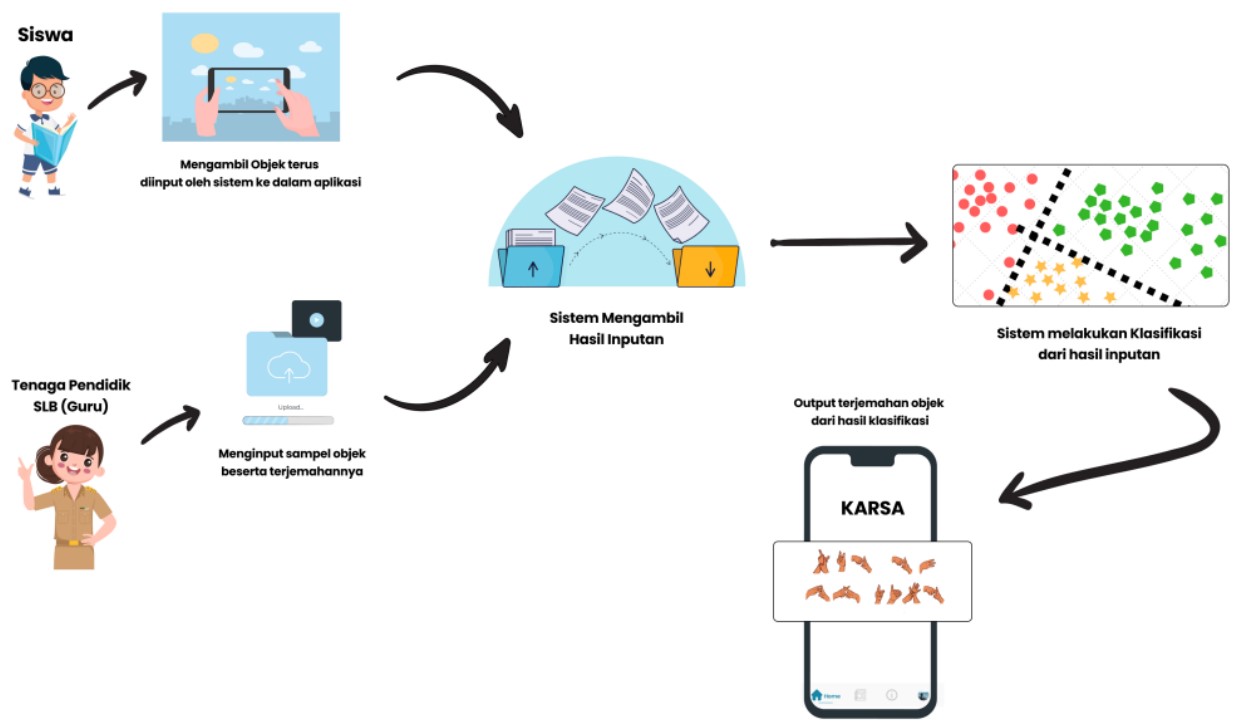 Siswa
Mengambil Objek terus
diinput oleh sistem ke dalam aplikasi
Tenaga Pendidik
SLB (Guru)
Upload...
Menginput sampel objek
beserta terjemahannya
Sistem Mengambil
Hasil Inputan
Sistem melakukan Klasifikasi
dari hasil inputan
Output terjemahan objek
dari hasil klasifikasi
KARSA
Home